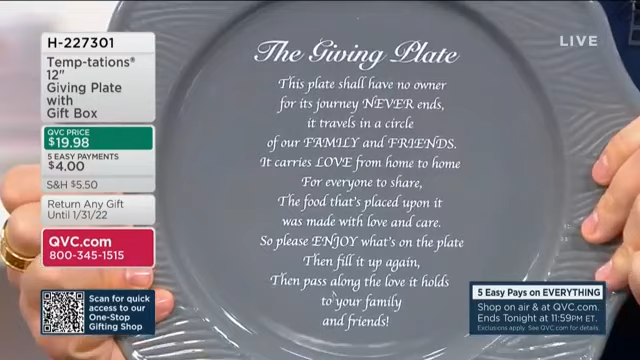 H-227301
Temp-tations®
12"
Giving Plate
with
Gift Box
QVC PRICE
$19.98
5 EASY PAYMENTS
$4.00
S&H $5.50
Return Any Gift
Until 1/31/22
QVC.com
800-345-1515
Scan for quick
access to our
One-Stop
Gifting Shop
LIVE
The Giving Plate
This plate shall have no owner
for its journey NEVER ends,
it travels in a circle
of our FAMILY and FRIENDS.
It carries LOVE from home to home
For everyone to share,
The food that's placed upon it
was made with love and care.
So please ENJOY what's on the plate
Then fill it up again,
Then pass along the love it holds
to your family
and friends!
5 Easy Pays on EVERYTHING
Shop on air & at QVC.com.
Ends Tonight at 11:59PM ET.
Exclusions apply. See QVC.com for details.